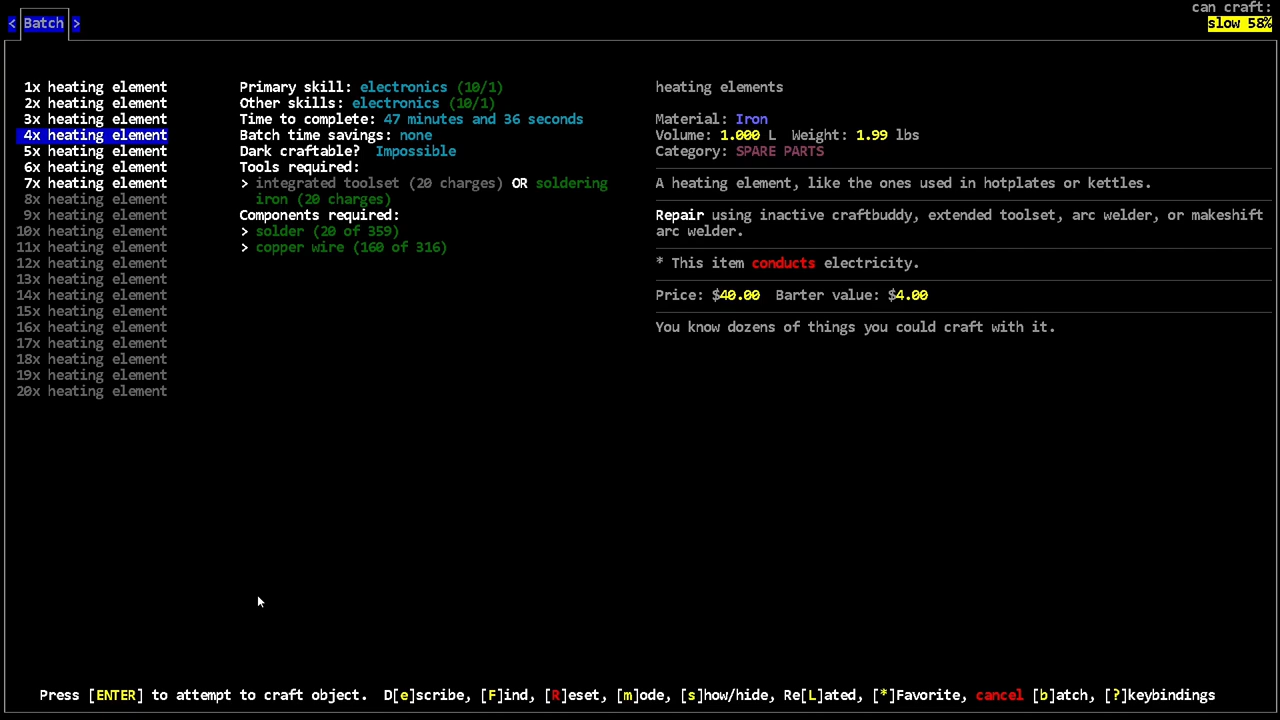 can craft:
< Batch >
slow 58%
1x heating element
2x heating element
3x heating element
4x heating element
5x heating element
6x heating element
7x heating element
8x heating element
9x heating element
10x heating element
11x heating element
12x heating element
13x heating element
14x heating element
15x heating element
16x heating element
17x heating element
18x heating element
19x heating element
20x heating element
Primary skill: electronics (10/1)
Other skills: electronics (10/1)
Time to complete: 47 minutes and 36 seconds
Batch time savings: none
Dark craftable? Impossible
Tools required:
> integrated toolset (20 charges) OR soldering
iron (20 charges)
Components required:
> solder (20 of 359)
> copper wire (160 of 316)
heating elements
Material: Iron
Volume: 1.000 L Weight: 1.99 lbs
Category: SPARE PARTS
A heating element, like the ones used in hotplates or kettles.
Repair using inactive craftbuddy, extended toolset, arc welder, or makeshift
arc welder.
* This item conducts electricity.
Price: $40.00 Barter value: $4.00
You know dozens of things you could craft with it.
Press [ENTER] to attempt to craft object. D[e]scribe, [F]ind, [R]eset, [m]ode, [s]how/hide, Re[L]ated, [*]Favorite, cancel [b]atch, [?]keybindings